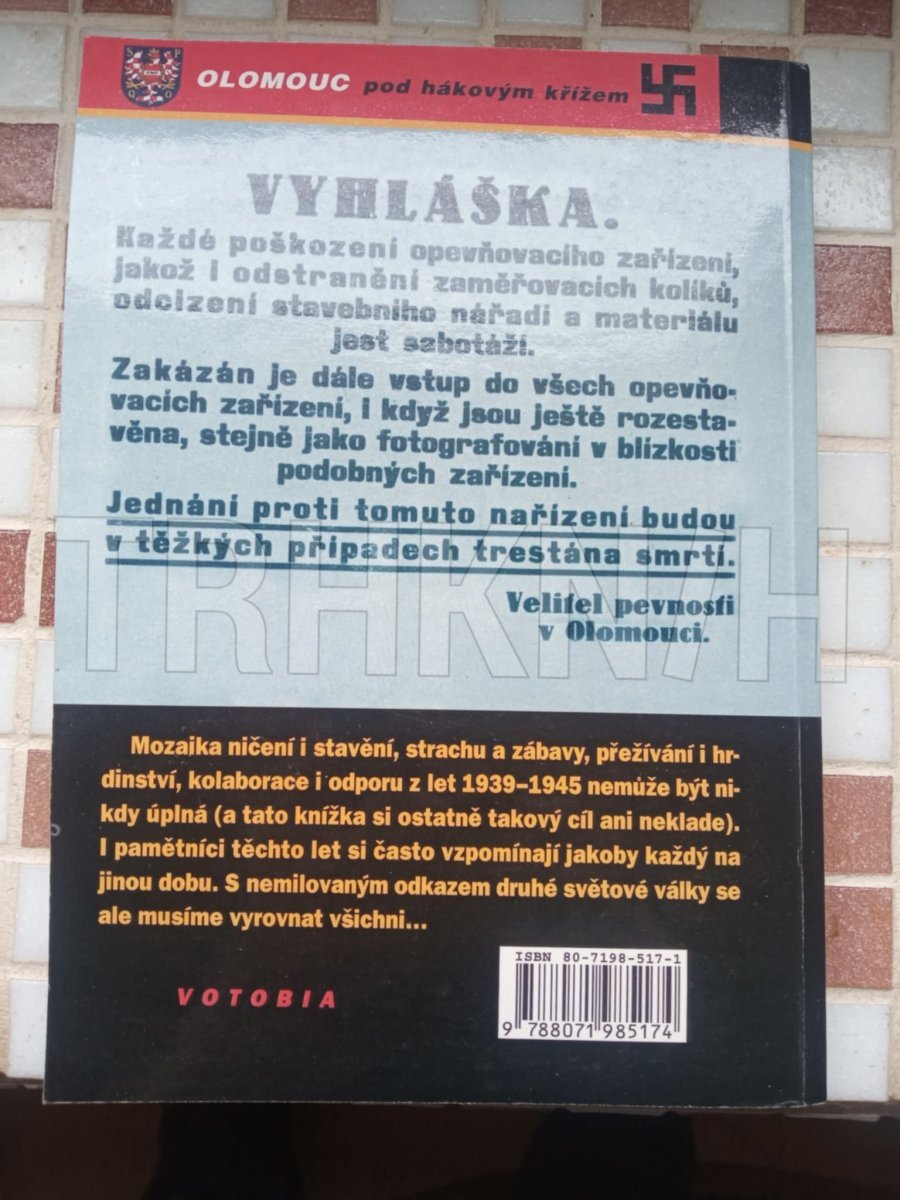 S P
Q O
OLOMOUC pod hákovým křížem
VYHLÁŠKA.
Každé poškození opevňovacího zařízení,
jakož i odstranění zaměřovacích kolíků,
odcizení stavebního nářadí a materiálu
jest sabotáží.
Zakázán je dále vstup do všech opevňo-
vacích zařízení, i když jsou ještě rozesta-
věna, stejně jako fotografování v blízkosti
podobných zařízení.
Jednání proti tomuto nařízení budou
v těžkých případech trestána smrtí.
Velitel pevnosti
v Olomouci.
TRHKNIH
Mozaika ničení i stavění, strachu a zábavy, přežívání i hr-
dinství, kolaborace i odporu z let 1939–1945 nemůže být ni-
kdy úplná (a tato knížka si ostatně takový cíl ani neklade).
I pamětníci těchto let si často vzpomínají jakoby každý na
jinou dobu. S nemilovaným odkazem druhé světové války se
ale musíme vyrovnat všichni...
ISBN 80-7198-517-1
VOTOBIA
9 788071 985174